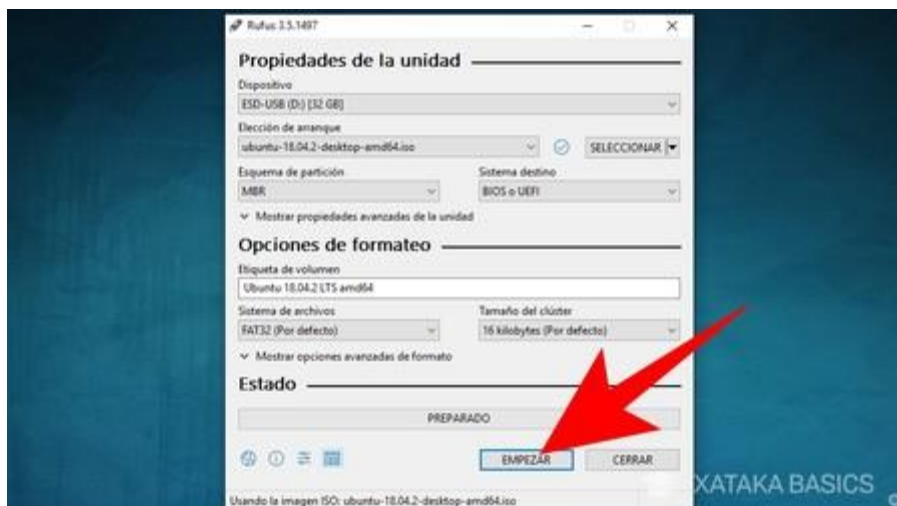 Rufus 3.5.1497
Propiedades de la unidad
Dispositivo
ESD-USB (D:) [32 GB]
Elección de arranque
ubuntu-18.04.2-desktop-amd64.iso
SELECCIONAR
Esquema de partición Sistema destino
MBR BIOS o UEFI
Mostrar propiedades avanzadas de la unidad
Opciones de formateo
Etiqueta de volumen
Ubuntu 18.04.2 LTS amd64
Sistema de archivos Tamaño del clúster
FAT32 (Por defecto) 16 kilobytes (Por defecto)
Mostrar opciones avanzadas de formato
Estado
PREPARADO
EMPEZAR CERRAR
XATAKA BASICS
Usando la imagen ISO: ubuntu-18.04.2-desktop-amd64.iso